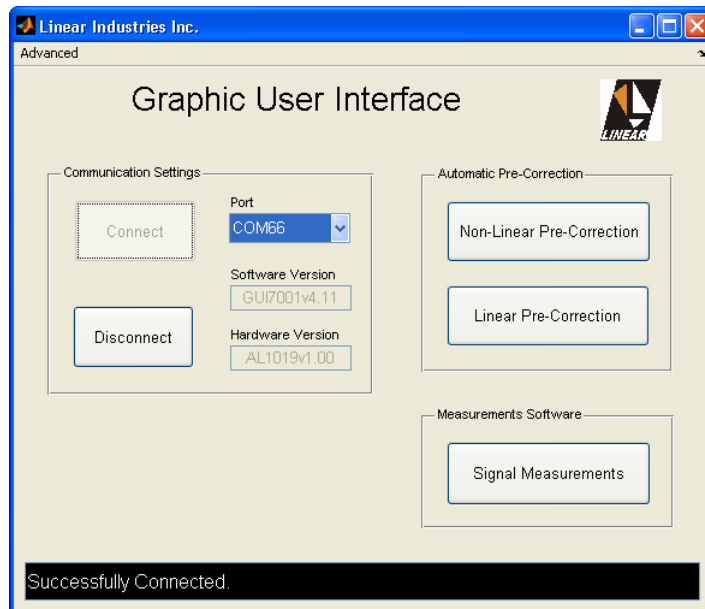 Linear Industries Inc.
Advanced
Graphic User Interface
LINEAR
Communication Settings
Connect
Port
COM66
Software Version
GUI7001v4.11
Disconnect
Hardware Version
AL1019v1.00
Automatic Pre-Correction
Non-Linear Pre-Correction
Linear Pre-Correction
Measurements Software
Signal Measurements
Successfully Connected.